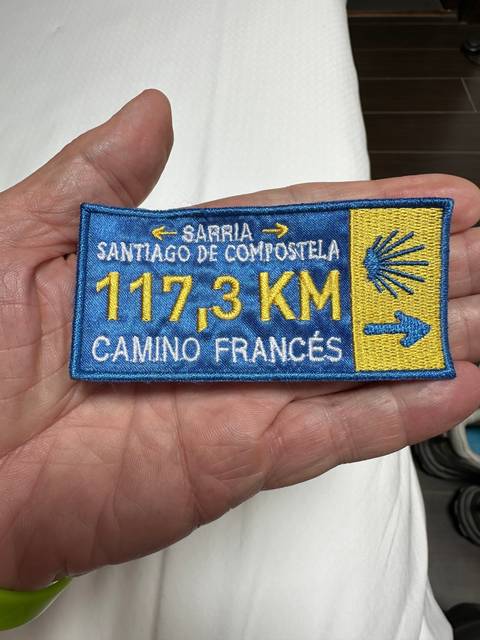 ← SARRIA →
SANTIAGO DE COMPOSTELA
117,3 KM
CAMINO FRANCÉS